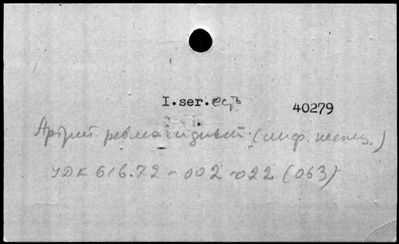 I.ser. есть 40279
Артрит ревматоидный (инф. неспец.)
УДК 616.72-002-022 (063)